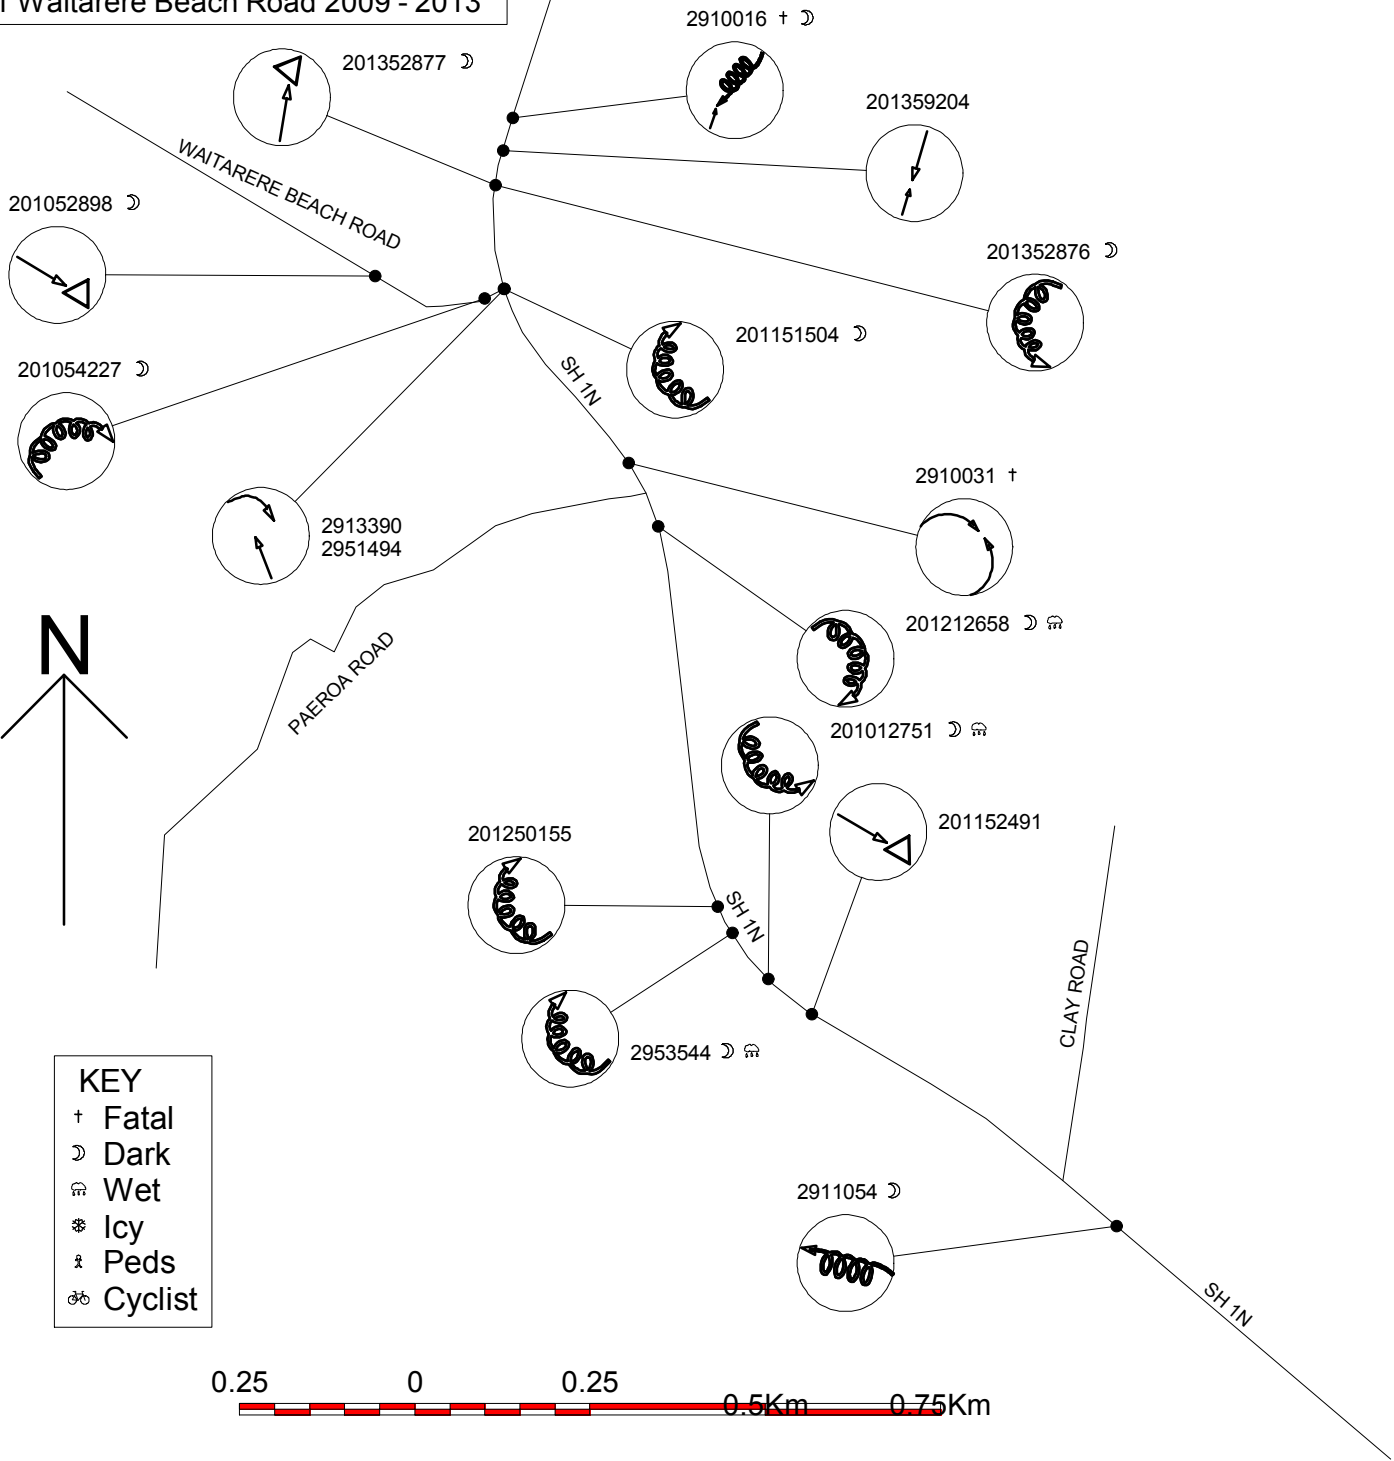 Waitarere Beach Road 2009 - 2013
2910016
201352877
201359204
WAITARERE BEACH ROAD
201052898
201352876
201151504
201054227
SH 1N
2910031
2913390
2951494
201212658
N
PAEROA ROAD
201012751
201152491
201250155
SH 1N
CLAY ROAD
2953544
KEY
Fatal
Dark
Wet
Icy
Peds
Cyclist
2911054
SH 1N
0.25 0 0.25 0.5Km 0.75Km